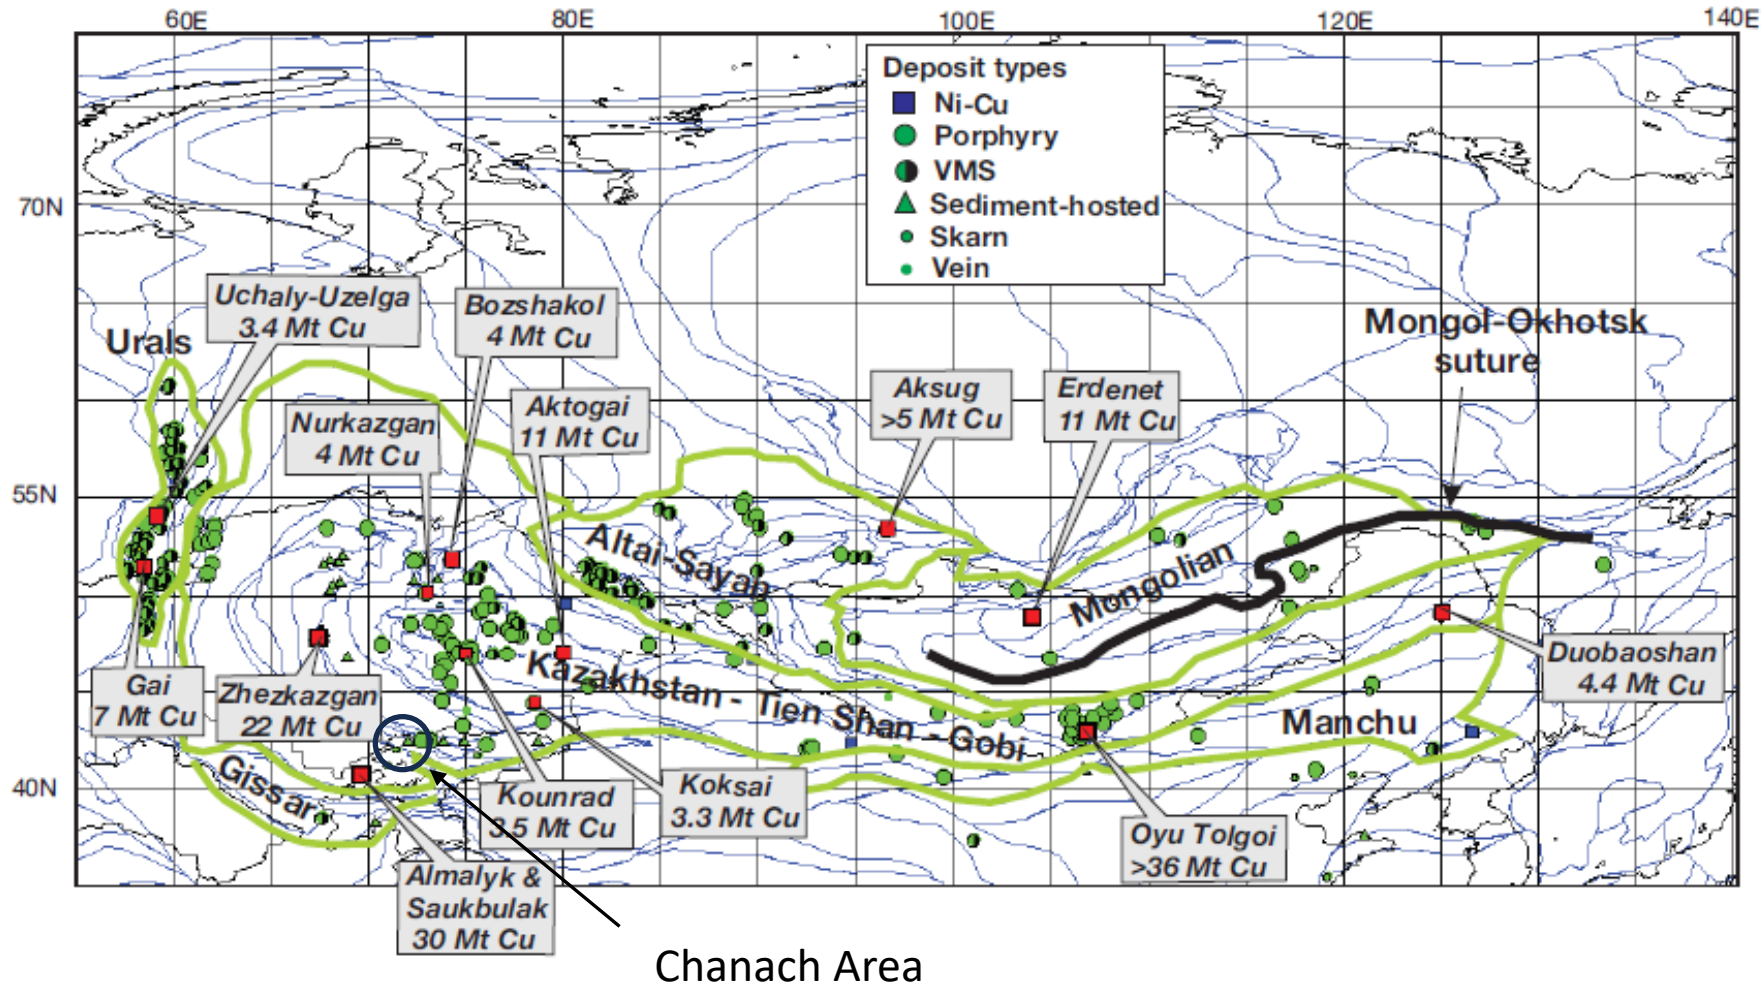 60E 80E 100E 120E 140E
70N
55N
40N
Deposit types
Ni-Cu
Porphyry
VMS
Sediment-hosted
Skarn
Vein
Uchaly-Uzelga
3.4 Mt Cu
Bozshakol
4 Mt Cu
Urals
Mongol-Okhotsk
suture
Nurkazgan
4 Mt Cu
Aktogai
11 Mt Cu
Aksug
>5 Mt Cu
Erdenet
11 Mt Cu
Altai-Sayan
Mongolian
Gai
7 Mt Cu
Zhezkazgan
22 Mt Cu
Kazakhstan - Tien Shan - Gobi
Duobaoshan
4.4 Mt Cu
Manchu
Gissar
Kounrad
3.5 Mt Cu
Koksai
3.3 Mt Cu
Oyu Tolgoi
>36 Mt Cu
Almalyk &
Saukbulak
30 Mt Cu
Chanach Area